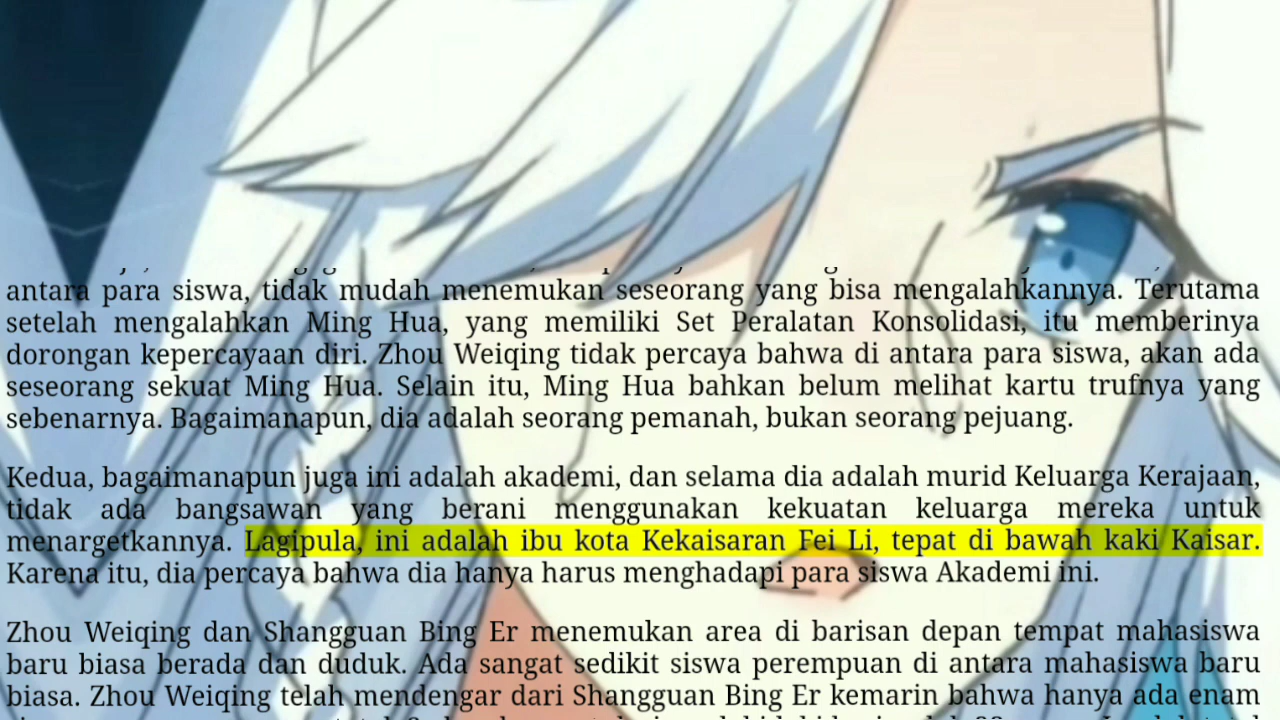 antara para siswa, tidak mudah menemukan seseorang yang bisa mengalahkannya. Terutama
setelah mengalahkan Ming Hua, yang memiliki Set Peralatan Konsolidasi, itu memberinya
dorongan kepercayaan diri. Zhou Weiqing tidak percaya bahwa di antara para siswa, akan ada
seseorang sekuat Ming Hua. Selain itu, Ming Hua bahkan belum melihat kartu trufnya yang
sebenarnya. Bagaimanapun, dia adalah seorang pemanah, bukan seorang pejuang.
Kedua, bagaimanapun juga ini adalah akademi, dan selama dia adalah murid Keluarga Kerajaan,
tidak ada bangsawan yang berani menggunakan kekuatan keluarga mereka untuk
menargetkannya. Lagipula, ini adalah ibu kota Kekaisaran Fei Li, tepat di bawah kaki Kaisar.
Karena itu, dia percaya bahwa dia hanya harus menghadapi para siswa Akademi ini.
Zhou Weiqing dan Shangguan Bing Er menemukan area di barisan depan tempat mahasiswa
baru biasa berada dan duduk. Ada sangat sedikit siswa perempuan di antara mahasiswa baru
biasa. Zhou Weiqing telah mendengar dari Shangguan Bing Er kemarin bahwa hanya ada enam